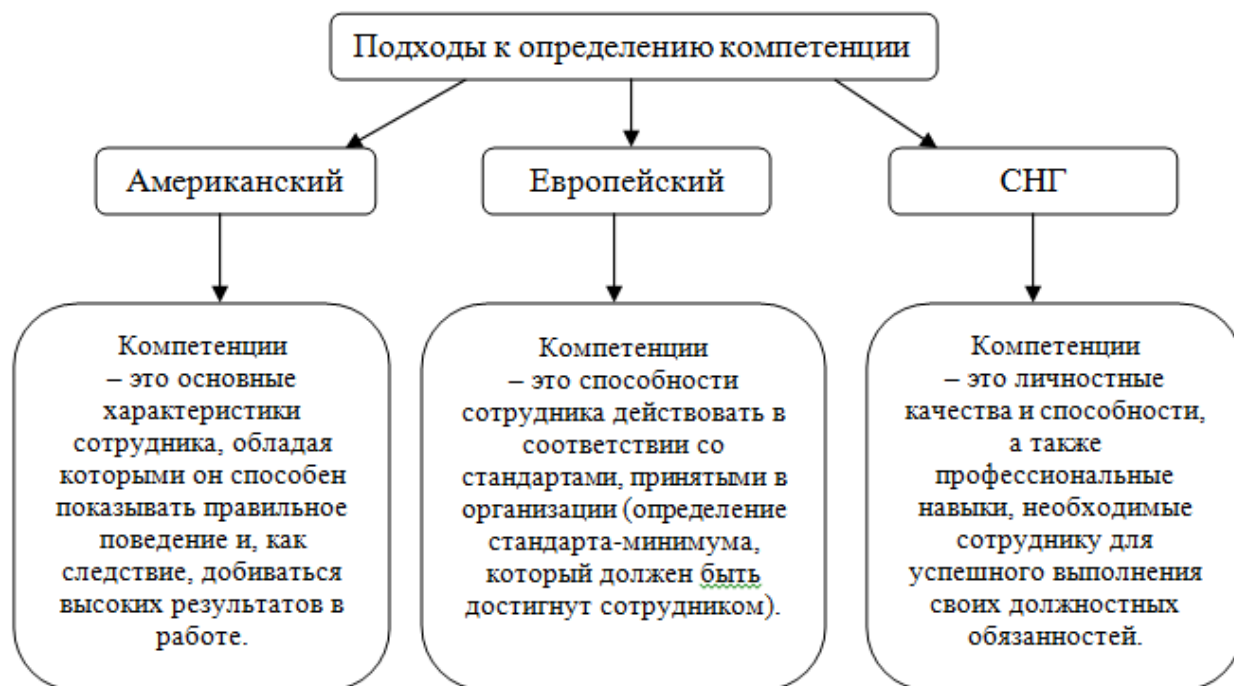 Подходы к определению компетенции
Американский
Европейский
СНГ
Компетенции
– это основные
характеристики
сотрудника, обладая
которыми он способен
показывать правильное
поведение и, как
следствие, добиваться
высоких результатов в
работе.
Компетенции
– это способности
сотрудника действовать в
соответствии со
стандартами, принятыми в
организации (определение
стандарта-минимума,
который должен быть
достигнут сотрудником).
Компетенции
– это личностные
качества и способности,
а также
профессиональные
навыки, необходимые
сотруднику для
успешного выполнения
своих должностных
обязанностей.